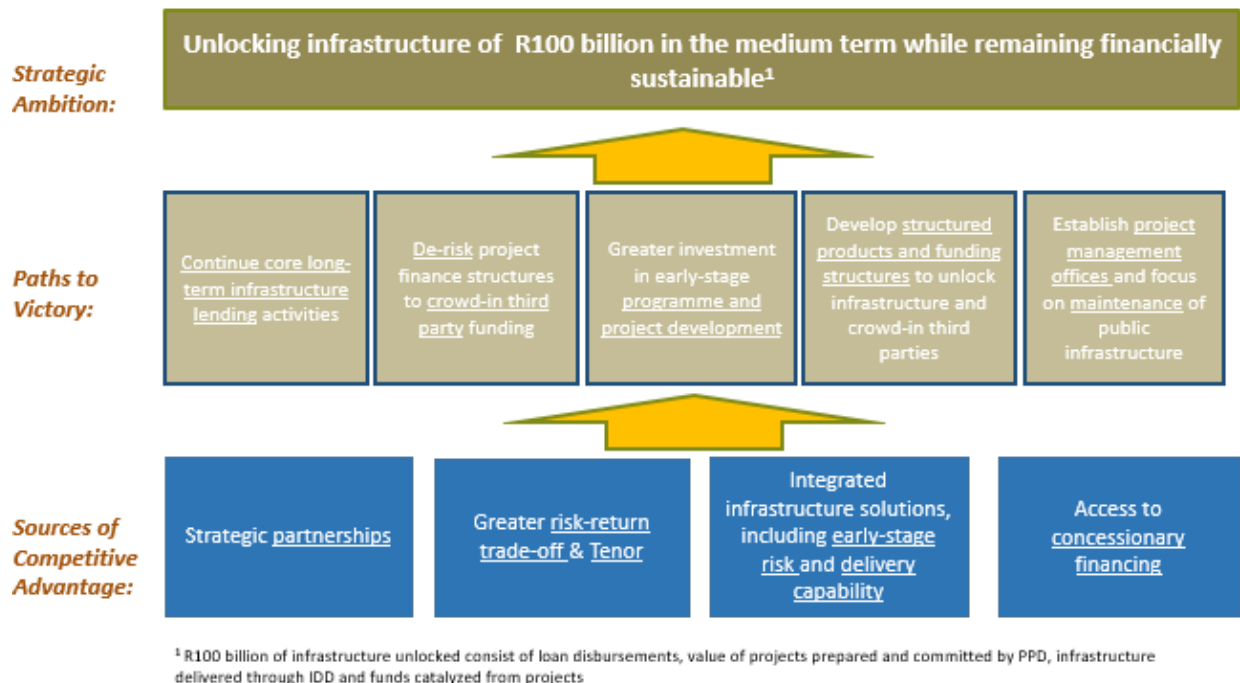 Strategic
Ambition:
Unlocking infrastructure of R100 billion in the medium term while remaining financially
sustainable¹
Paths to
Victory:
Continue core long-
term infrastructure
lending activities
De-risk project
finance structures
to crowd-in third
party funding
Greater investment
in early-stage
programme and
project development
Develop structured
products and funding
structures to unlock
infrastructure and
crowd-in third
parties
Establish project
management
offices and focus
on maintenance of
public
infrastructure
Sources of
Competitive
Advantage:
Strategic partnerships
Greater risk-return
trade-off & Tenor
Integrated
infrastructure solutions,
including early-stage
risk and delivery
capability
Access to
concessionary
financing
¹ R100 billion of infrastructure unlocked consist of loan disbursements, value of projects prepared and committed by PPD, infrastructure
delivered through IDD and funds catalyzed from projects